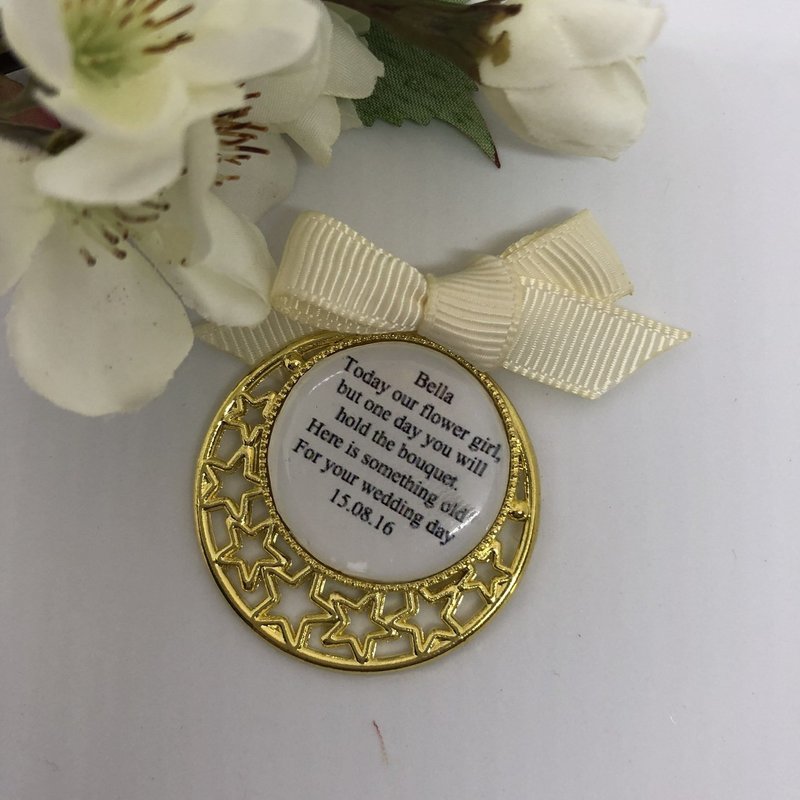 Bella
Today our flower girl,
but one day you will
hold the bouquet.
Here is something old
For your wedding day
15.08.16